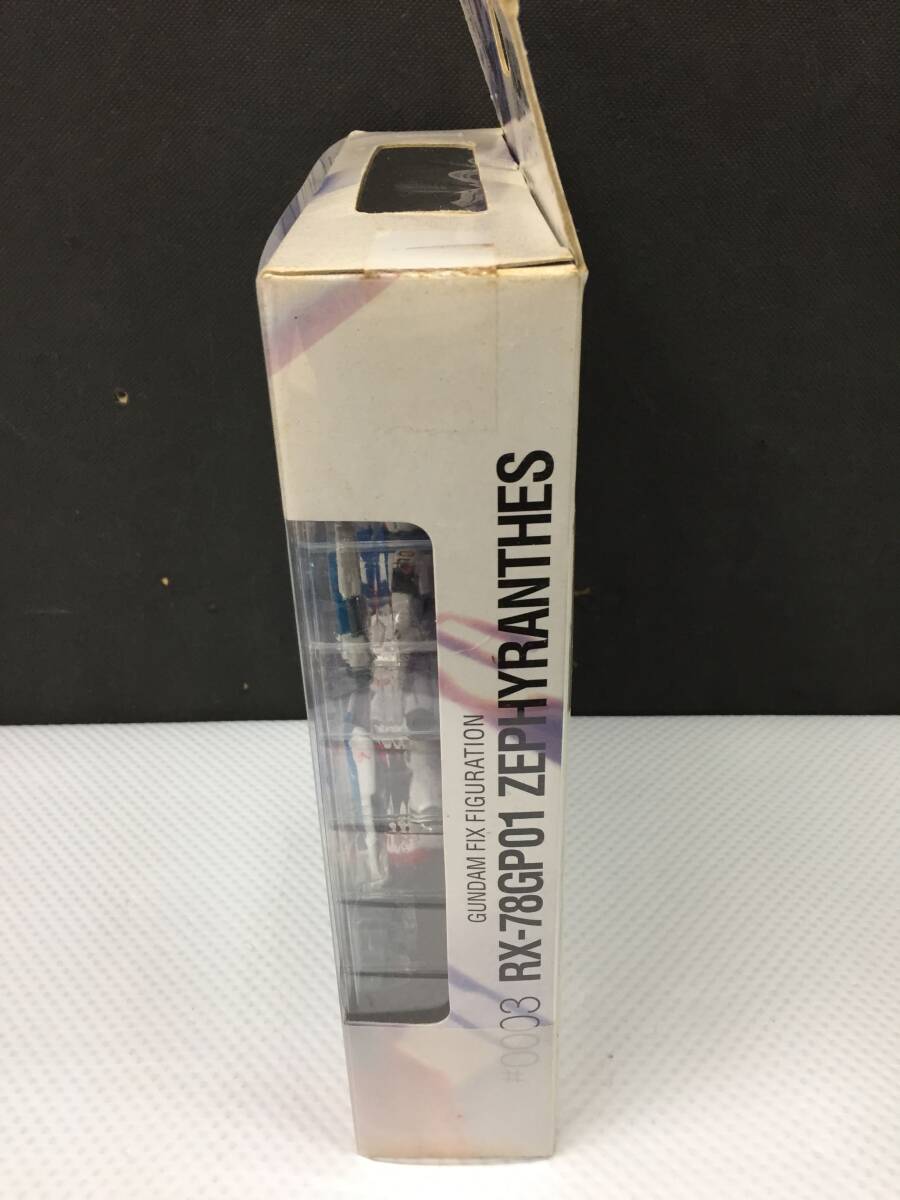 GUNDAM FIX FIGURATION
#0003 RX-78GP01 ZEPHYRANTHES